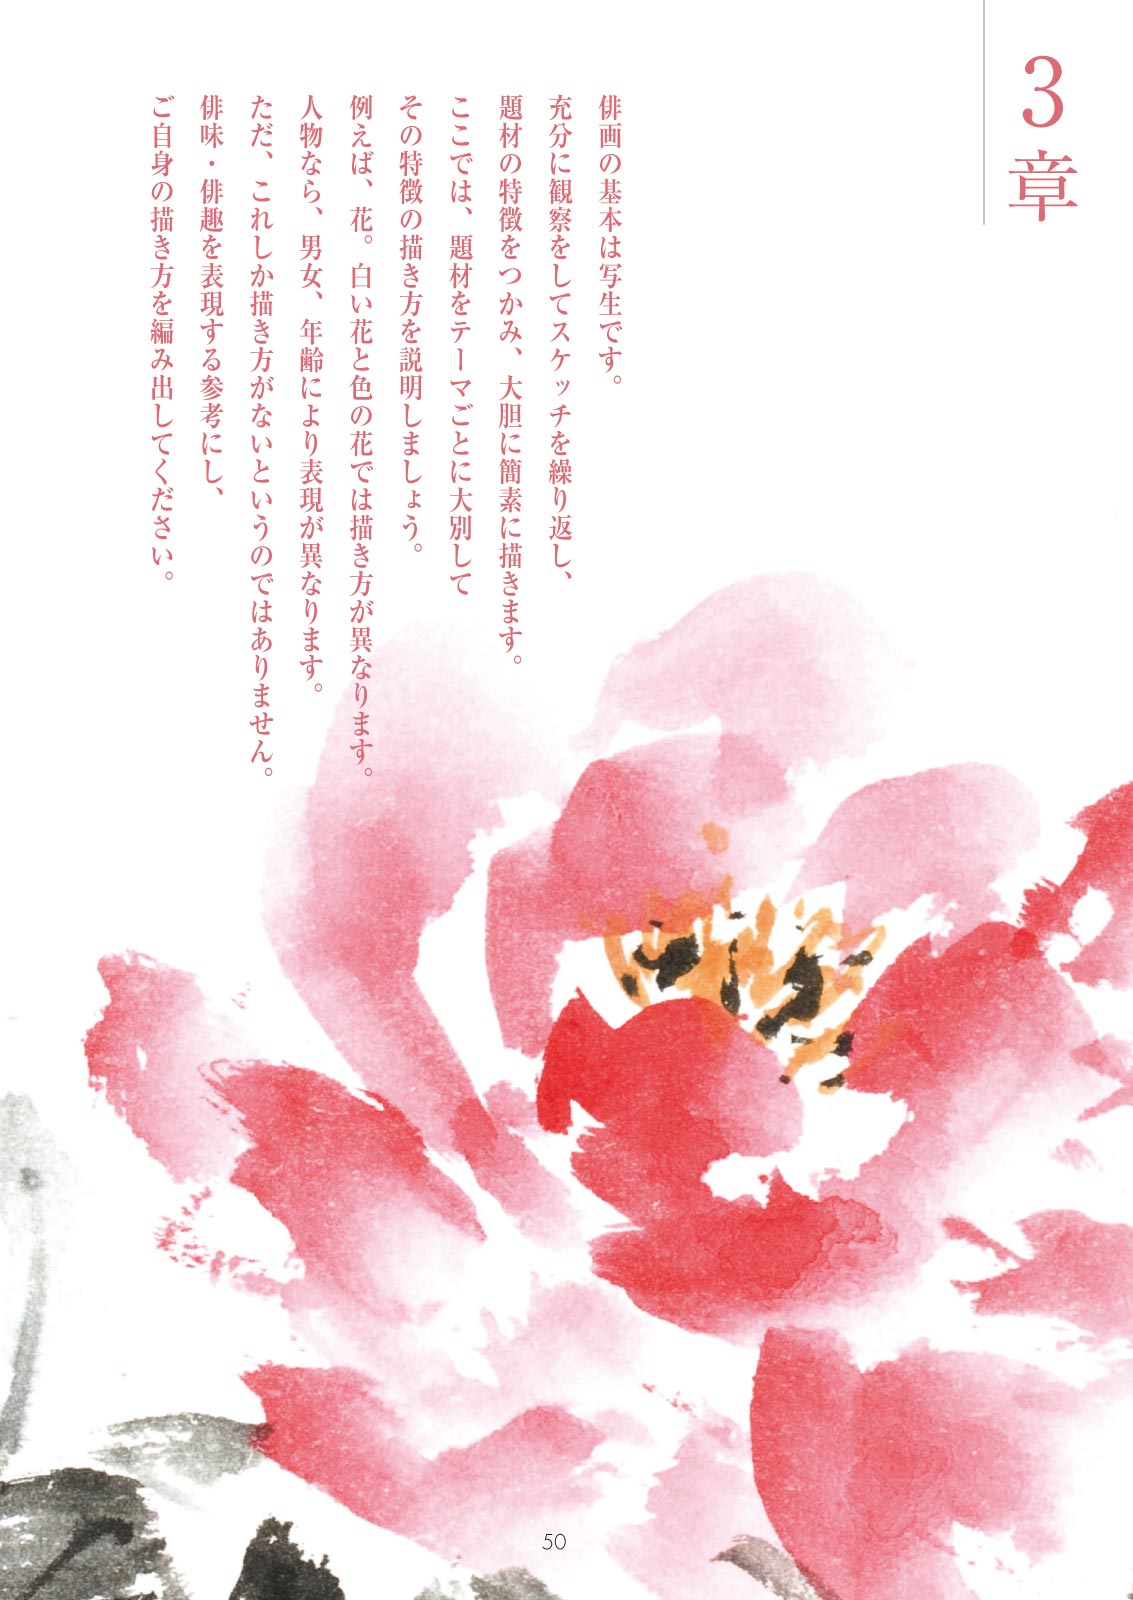 3章
俳画の基本は写生です。
充分に観察をしてスケッチを繰り返し、
題材の特徴をつかみ、大胆に簡素に描きます。
ここでは、題材をテーマごとに大別して
その特徴の描き方を説明しましょう。
例えば、花。白い花と色の花では描き方が異なります。
人物なら、男女、年齢により表現が異なります。
ただ、これしか描き方がないというのではありません。
俳味・俳趣を表現する参考にし、
ご自身の描き方を編み出してください。
50